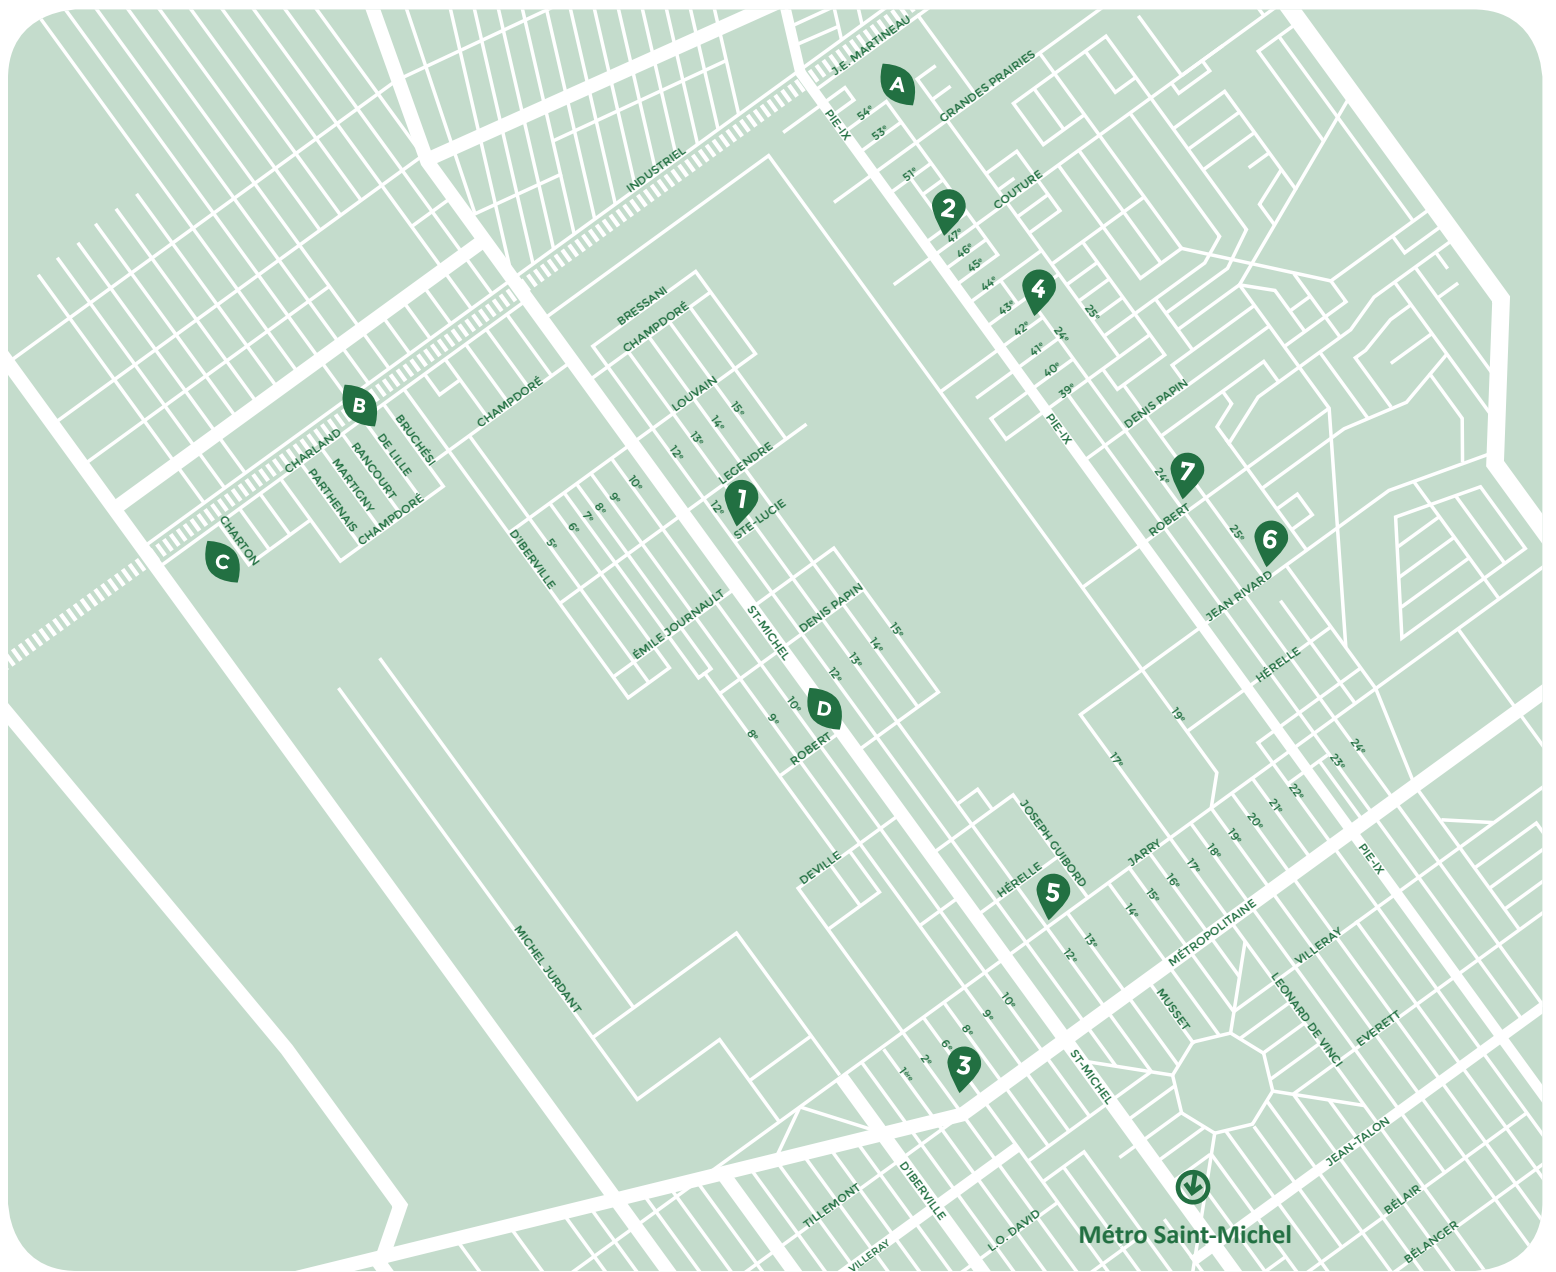 J.E. MARTINEAU
A
GRANDES PRAIRIES
PIE-IX
54e
53e
INDUSTRIEL
51e
COUTURE
2
47e
46e
45e
44e
4
43e
25e
42e
24e
41e
40e
39e
BRESSANI
CHAMPDORÉ
LOUVAIN
CHAMPDORÉ
DENIS PAPIN
B
15e
14e
13e
12e
PIE-IX
BRUCHÉSI
DE LILLE
CHARLAND
RANCOURT
MARTIGNY
PARTHENAIS
CHAMPDORÉ
LEGENDRE
24e
7
10e
9e
8e
7e
6e
5e
1
12e
STE-LUCIE
ROBERT
CHARTON
25e
6
C
D'IBERVILLE
JEAN RIVARD
ÉMILE JOURNAULT
DENIS PAPIN
ST-MICHEL
15e
14e
13e
12e
HÉRELLE
10e
D
9e
8e
ROBERT
19e
17e
24e
23e
22e
21e
20e
19e
18e
17e
16e
15e
14e
JOSEPH GUIBORD
JARRY
PIE-IX
DEVILLE
HÉRELLE
5
13e
12e
MÉTROPOLITAINE
VILLERAY
MICHEL JURDANT
LEONARD DE VINCI
MUSSET
EVERETT
10e
9e
8e
6e
2e
1ère
3
ST-MICHEL
JEAN-TALON
D'IBERVILLE
TILLEMONT
BÉLAIR
L.O. DAVID
VILLERAY
BÉLANGER
Métro Saint-Michel